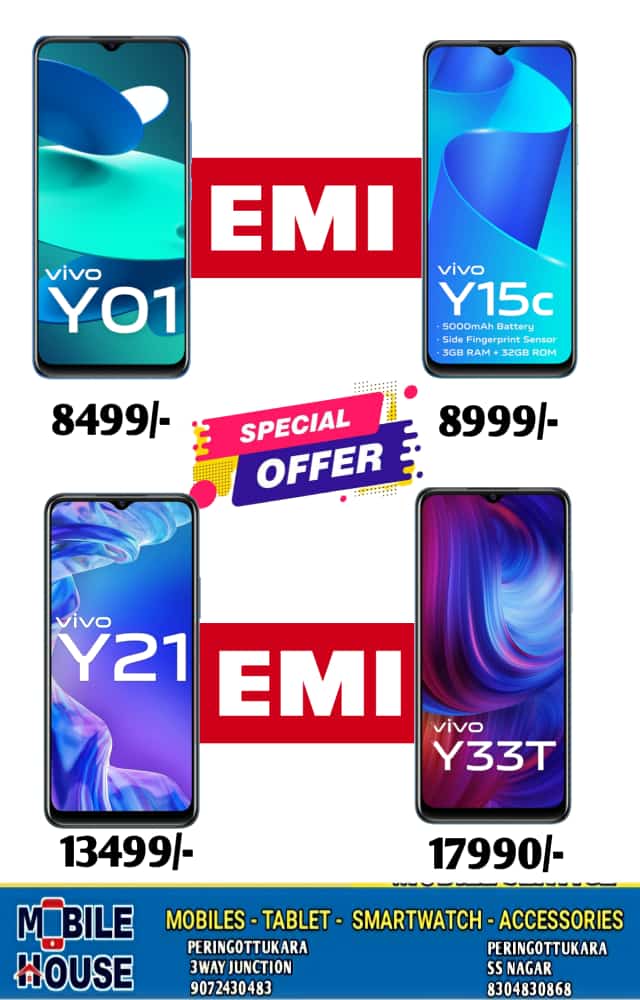 vivo
Y01
EMI
vivo
Y15c
· 5000mAh Battery
· Side Fingerprint Sensor
· 3GB RAM + 32GB ROM
8499/-
SPECIAL
OFFER
8999/-
vivo
Y21
EMI
vivo
Y33T
13499/-
17990/-
MOBILE
HOUSE
MOBILES - TABLET - SMARTWATCH - ACCESSORIES
PERINGOTTUKARA
3WAY JUNCTION
9072430483
PERINGOTTUKARA
SS NAGAR
8304830868